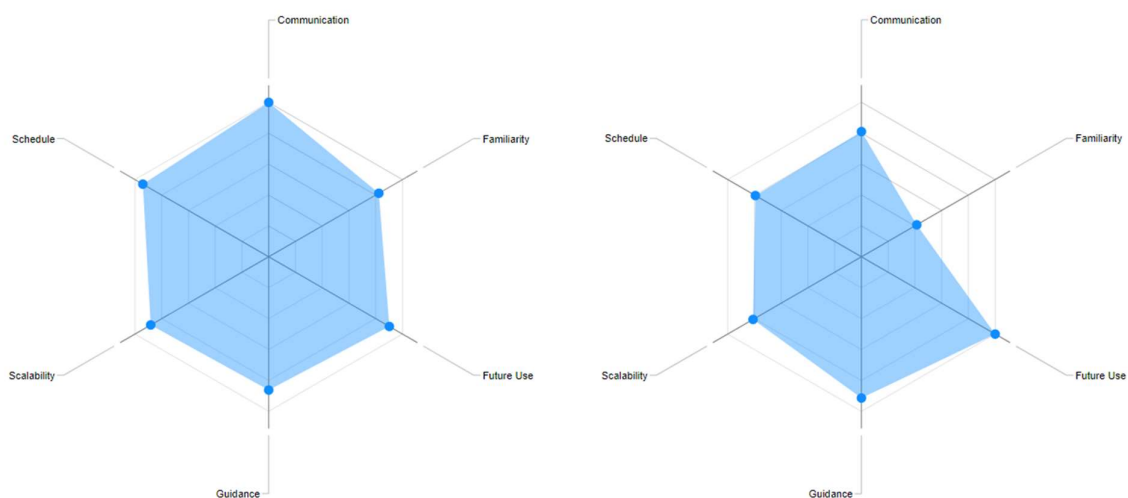 Communication
Schedule
Familiarity
Scalability
Future Use
Guidance
Communication
Schedule
Familiarity
Scalability
Future Use
Guidance